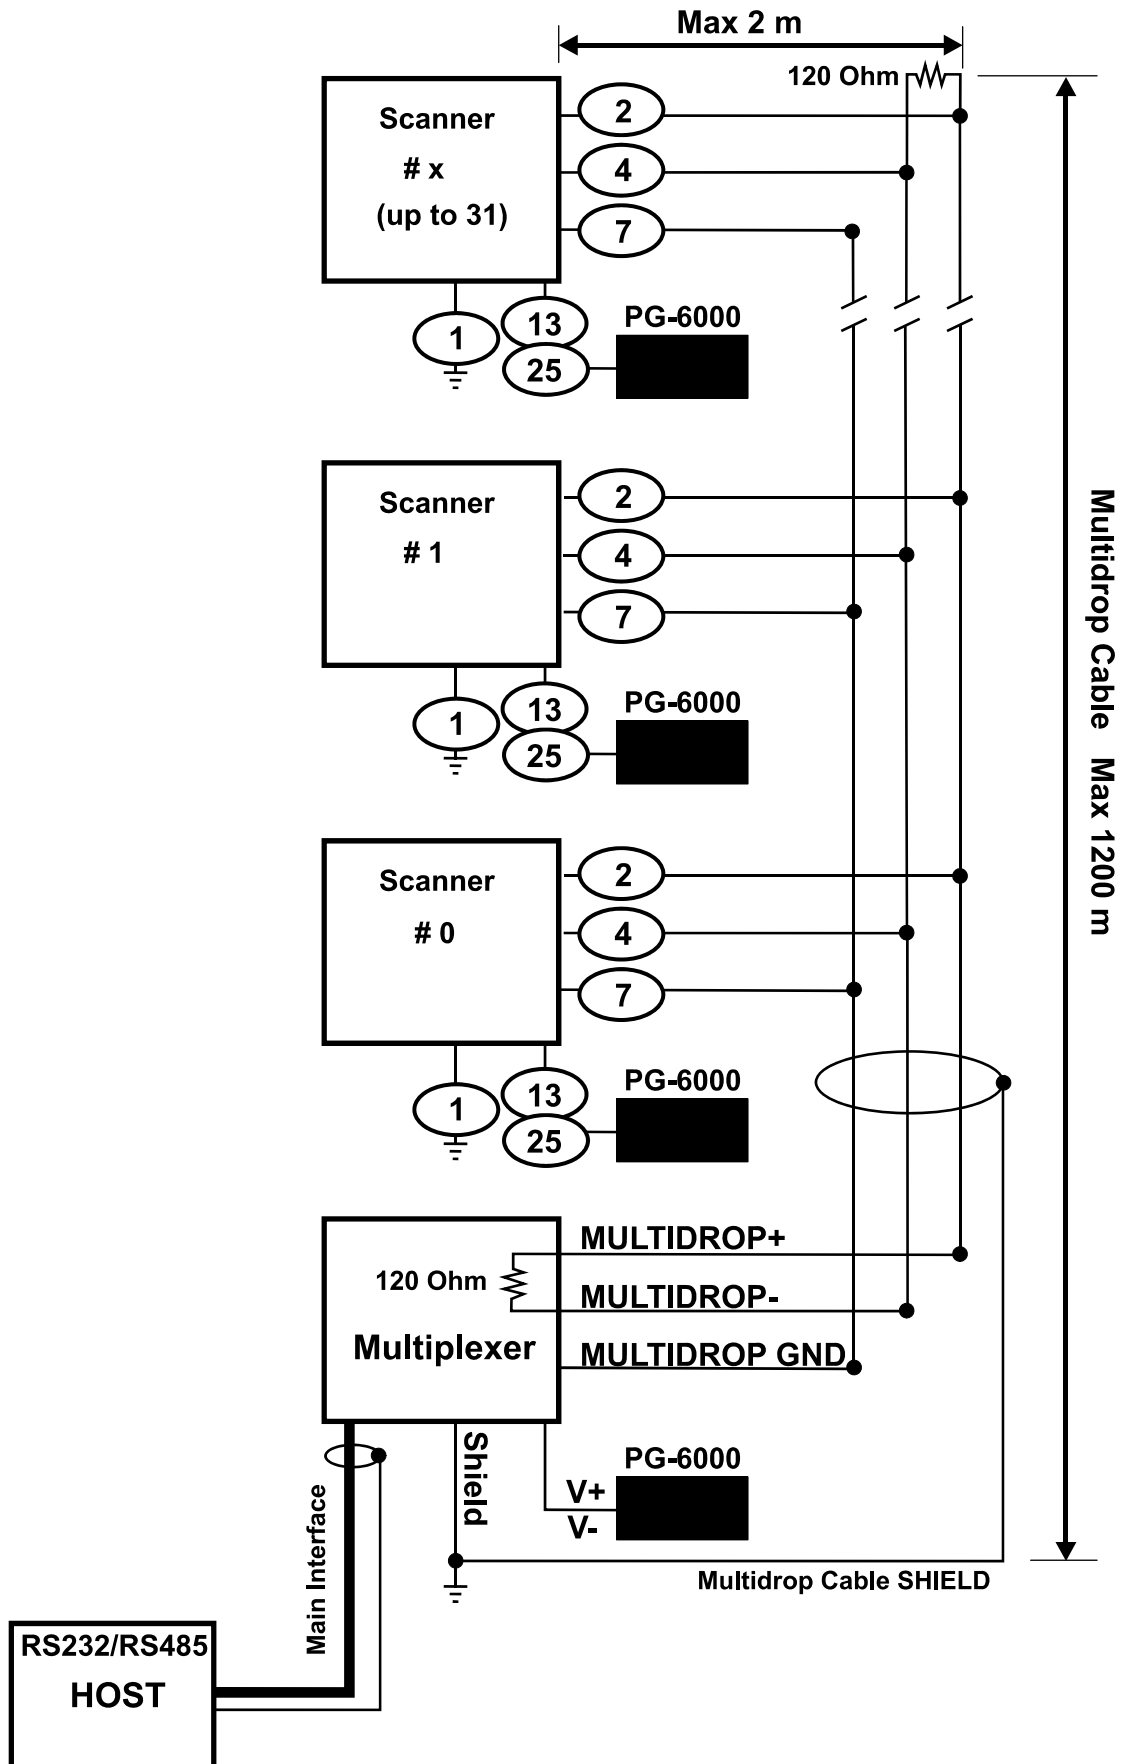 Max 2 m
120 Ohm
Scanner
# x
(up to 31)
2
4
7
1
13
25
PG-6000
Scanner
# 1
2
4
7
1
13
25
PG-6000
Scanner
# 0
2
4
7
1
13
25
PG-6000
Multidrop Cable Max 1200 m
120 Ohm
Multiplexer
MULTIDROP+
MULTIDROP-
MULTIDROP GND
Shield
PG-6000
V+
V-
Main Interface
Multidrop Cable SHIELD
RS232/RS485
HOST